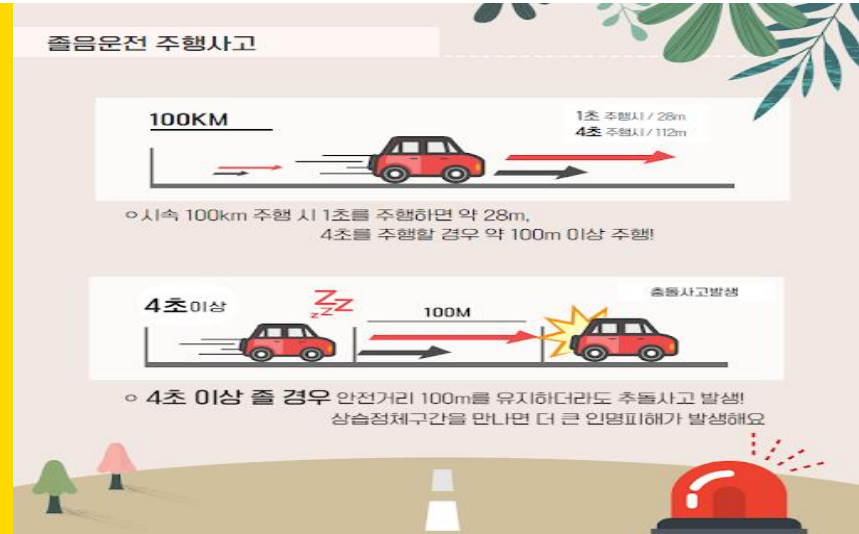 졸음운전 주행사고
100KM
1초 주행시 / 28m
4초 주행시 / 112m
◦시속 100km 주행 시 1초를 주행하면 약 28m,
4초를 주행할 경우 약 100m 이상 주행!
4초이상
zzZZ
100M
충돌사고발생
◦ 4초 이상 졸 경우 안전거리 100m를 유지하더라도 추돌사고 발생!
상습정체구간을 만나면 더 큰 인명피해가 발생해요